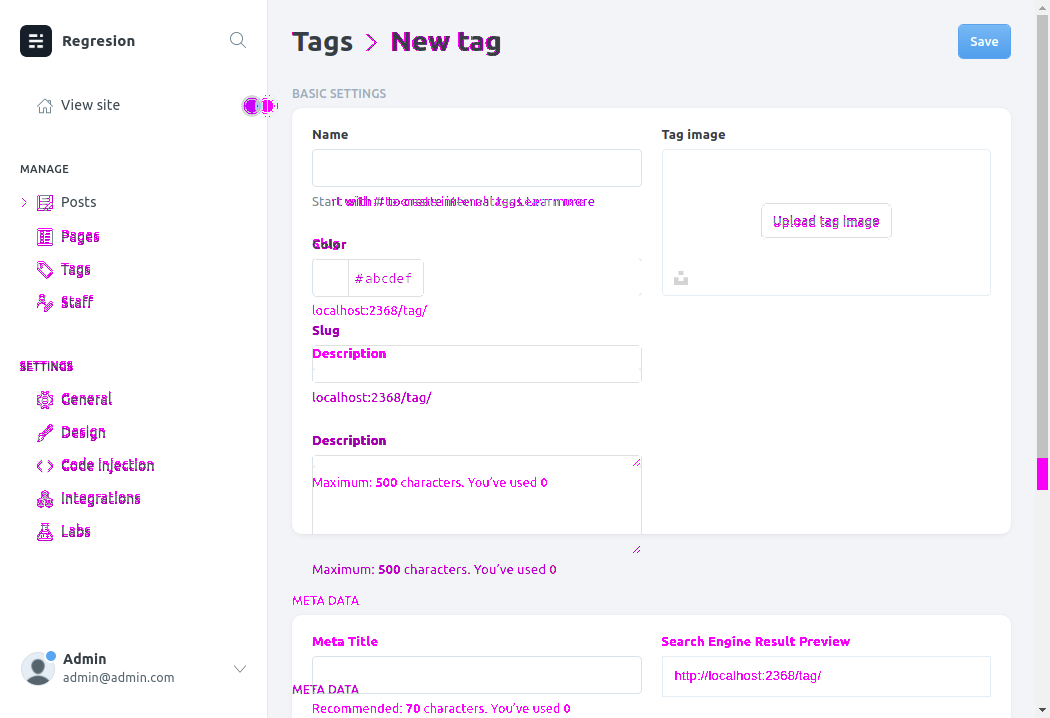 Regresion
View site
MANAGE
Posts
Pages
Tags
Staff
SETTINGS
General
Design
Code injection
Integrations
Labs
Admin
admin@admin.com
Tags > New tag
Save
BASIC SETTINGS
Name
Start with # to create internal tags Learn more
Color
#abcdef
localhost:2368/tag/
Slug
Description
localhost:2368/tag/
Description
Maximum: 500 characters. You’ve used 0
Maximum: 500 characters. You’ve used 0
Tag image
Upload tag image
META DATA
Meta Title
META DATA
Recommended: 70 characters. You’ve used 0
Search Engine Result Preview
http://localhost:2368/tag/